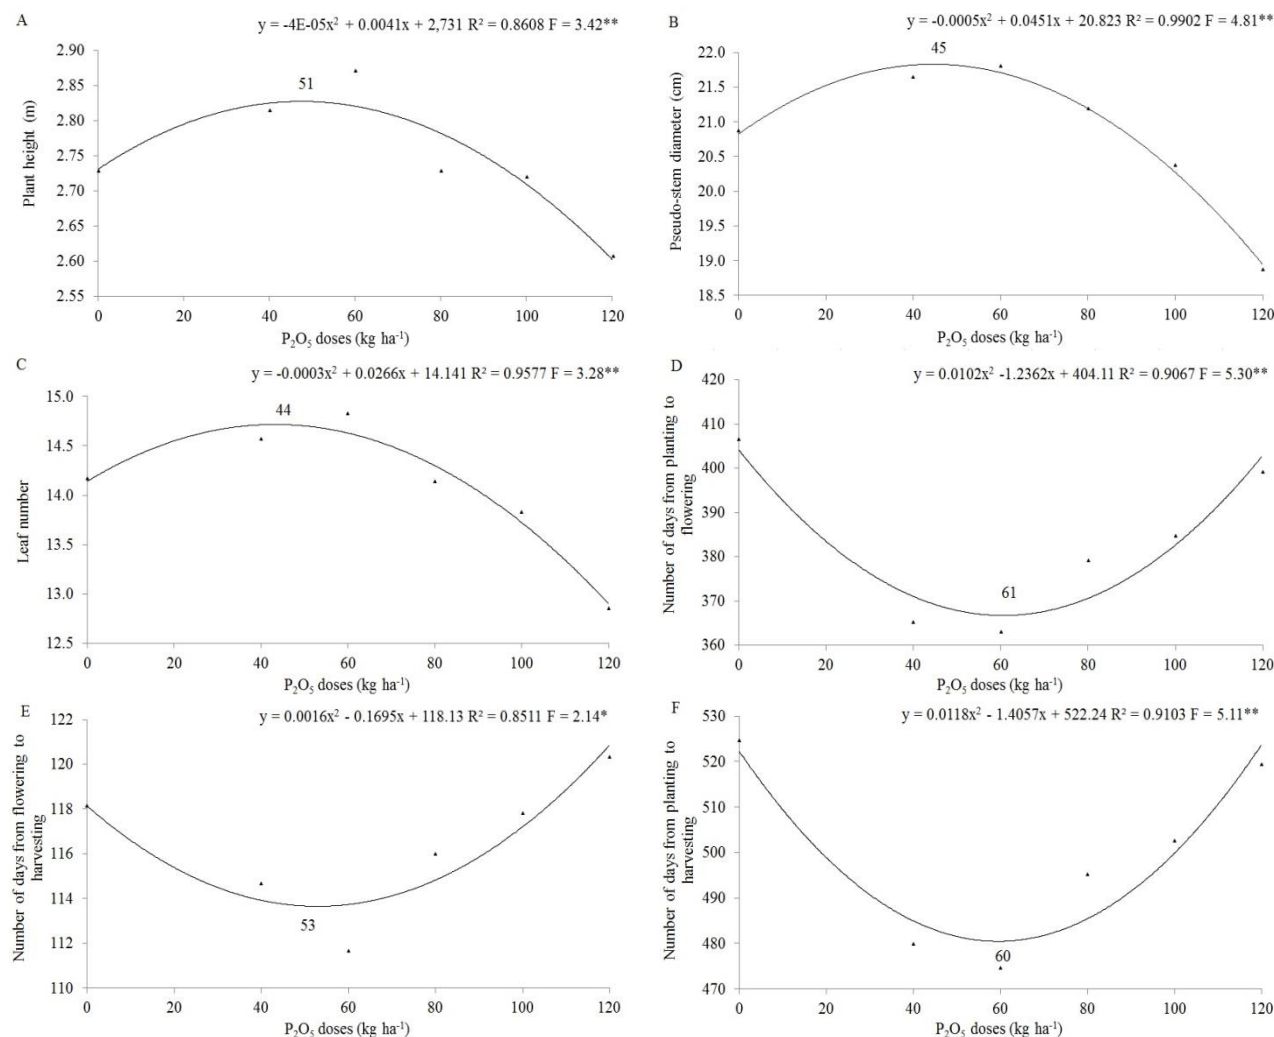 A
y = -4E-05x² + 0.0041x + 2,731 R² = 0.8608 F = 3.42**
2.90
2.85
2.80
2.75
2.70
2.65
2.60
2.55
Plant height (m)
51
0 20 40 60 80 100 120
P₂O₅ doses (kg ha⁻¹)
B
y = -0.0005x² + 0.0451x + 20.823 R² = 0.9902 F = 4.81**
22.0
21.5
21.0
20.5
20.0
19.5
19.0
18.5
Pseudo-stem diameter (cm)
45
0 20 40 60 80 100 120
P₂O₅ doses (kg ha⁻¹)
C
y = -0.0003x² + 0.0266x + 14.141 R² = 0.9577 F = 3.28**
15.0
14.5
14.0
13.5
13.0
12.5
Leaf number
44
0 20 40 60 80 100 120
P₂O₅ doses (kg ha⁻¹)
D
y = 0.0102x² -1.2362x + 404.11 R² = 0.9067 F = 5.30**
420
410
400
390
380
370
360
Number of days from planting to
flowering
61
0 20 40 60 80 100 120
P₂O₅ doses (kg ha⁻¹)
E
y = 0.0016x² - 0.1695x + 118.13 R² = 0.8511 F = 2.14*
122
120
118
116
114
112
110
Number of days from flowering to
harvesting
53
0 20 40 60 80 100 120
P₂O₅ doses (kg ha⁻¹)
F
y = 0.0118x² - 1.4057x + 522.24 R² = 0.9103 F = 5.11**
530
520
510
500
490
480
470
Number of days from planting to
harvesting
60
0 20 40 60 80 100 120
P₂O₅ doses (kg ha⁻¹)